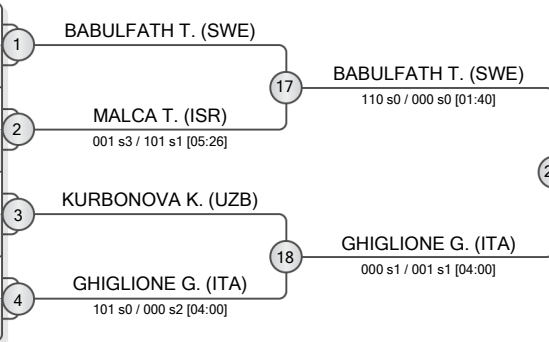 1
BABULFATH T. (SWE)
17
BABULFATH T. (SWE)
110 s0 / 000 s0 [01:40]
2
MALCA T. (ISR)
001 s3 / 101 s1 [05:26]
3
KURBONOVA K. (UZB)
18
GHIGLIONE G. (ITA)
000 s1 / 001 s1 [04:00]
4
GHIGLIONE G. (ITA)
101 s0 / 000 s2 [04:00]